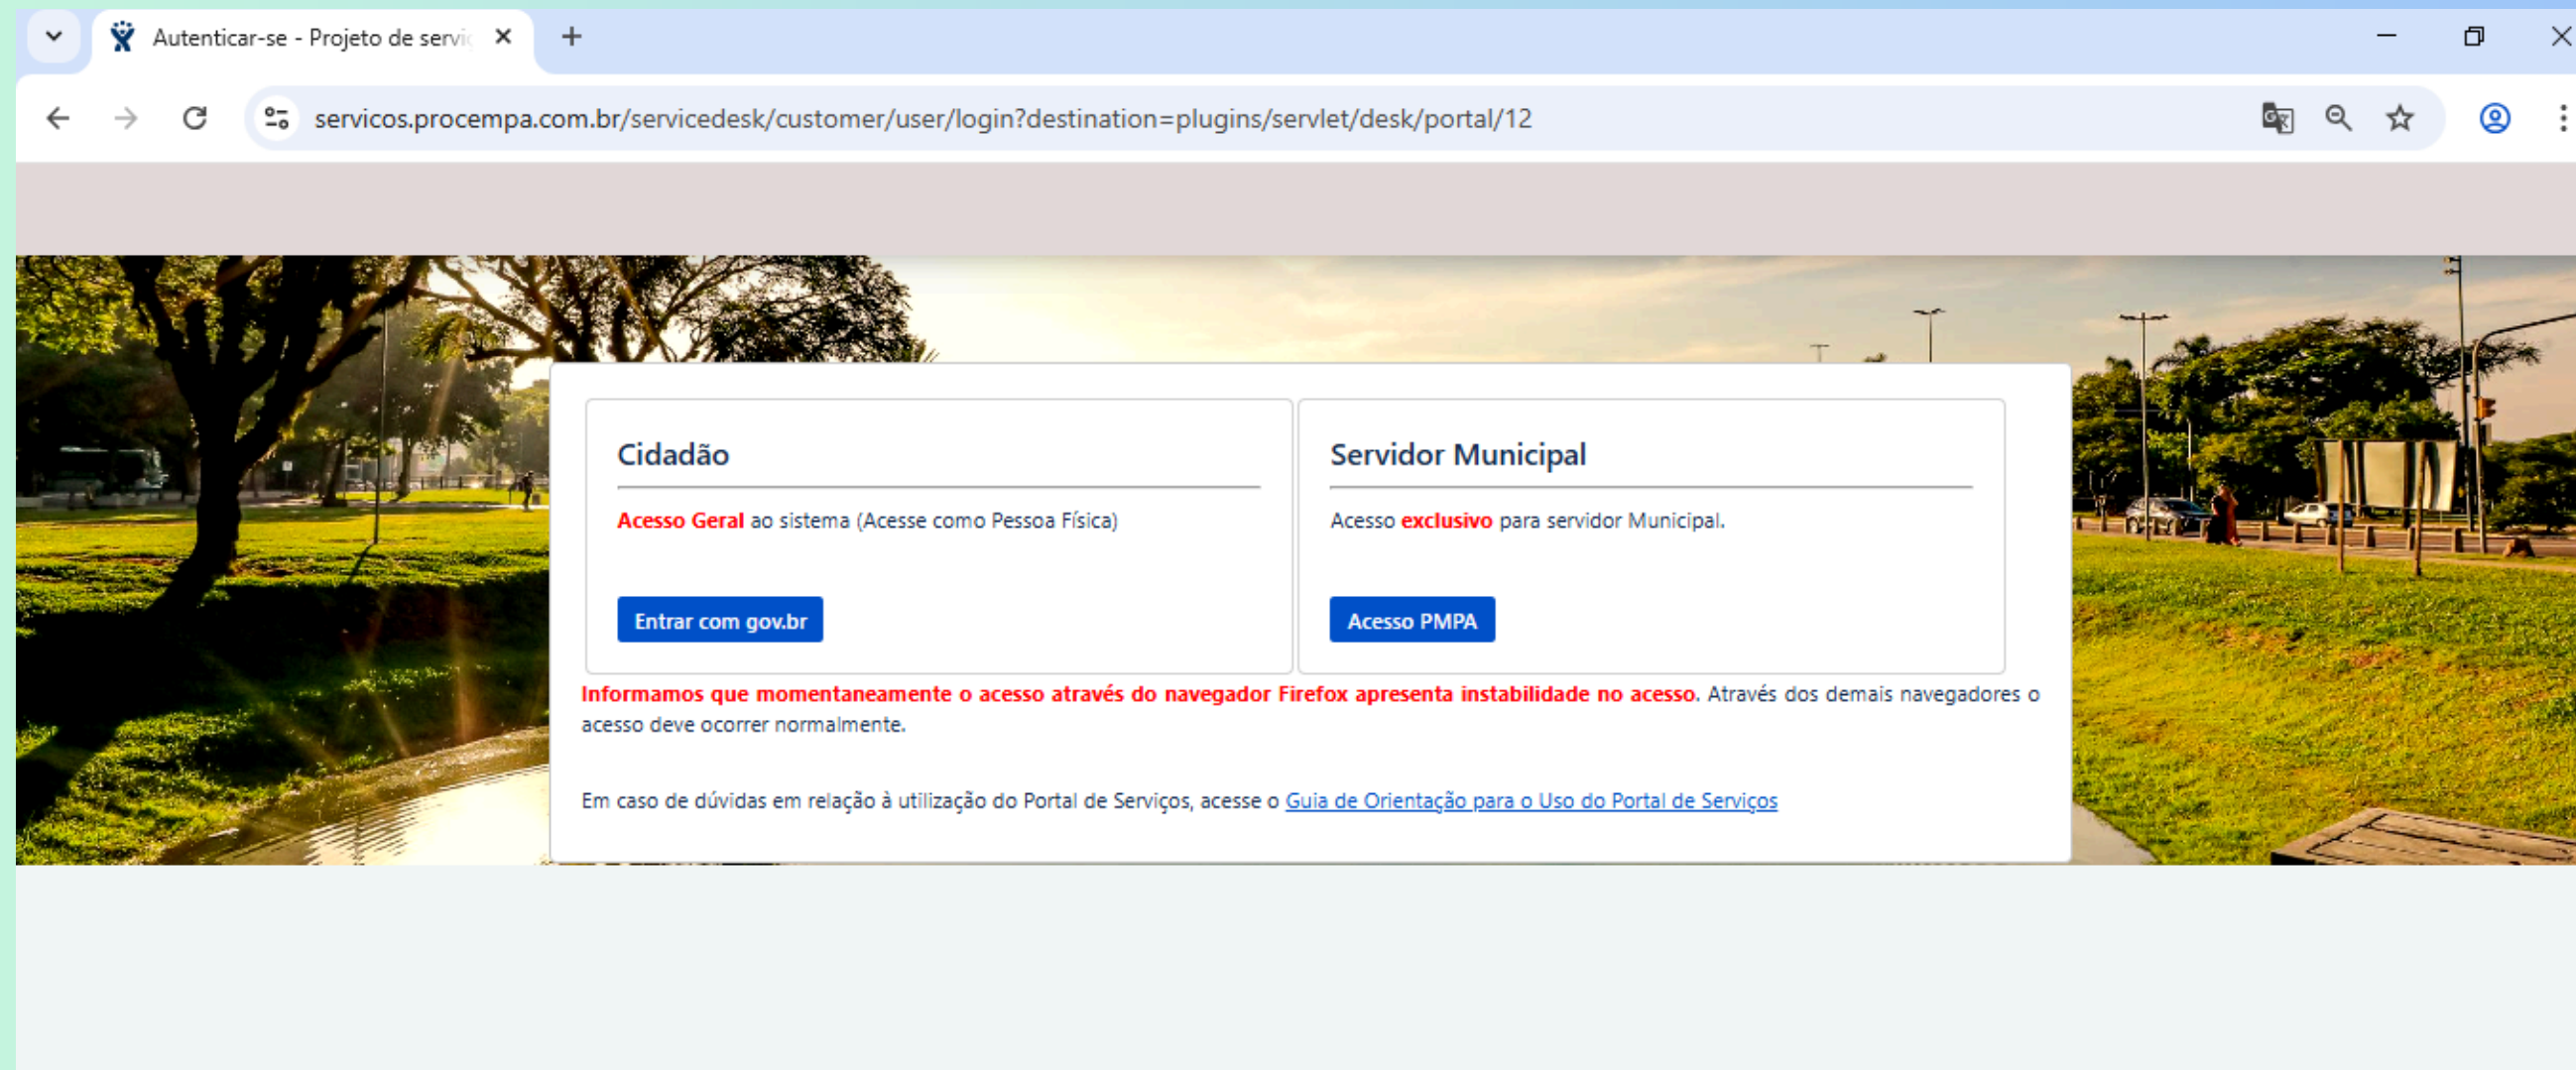 Autenticar-se - Projeto de servi
servicos.procempa.com.br/servicedesk/customer/user/login?destination=plugins/servlet/desk/portal/12
Cidadão
Acesso Geral ao sistema (Acesse como Pessoa Física)
Entrar com gov.br
Servidor Municipal
Acesso exclusivo para servidor Municipal.
Acesso PMPA
Informamos que momentaneamente o acesso através do navegador Firefox apresenta instabilidade no acesso. Através dos demais navegadores o
acesso deve ocorrer normalmente.
Em caso de dúvidas em relação à utilização do Portal de Serviços, acesse o Guia de Orientação para o Uso do Portal de Serviços